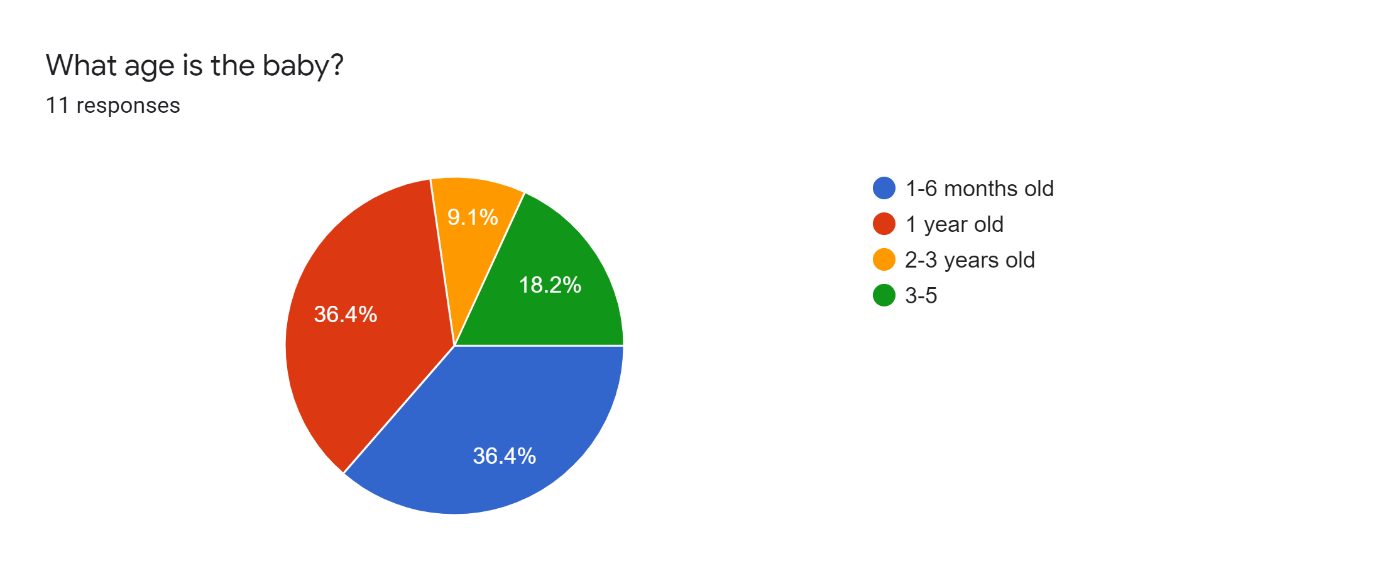 What age is the baby?
11 responses
9.1%
18.2%
36.4%
36.4%
1-6 months old
1 year old
2-3 years old
3-5